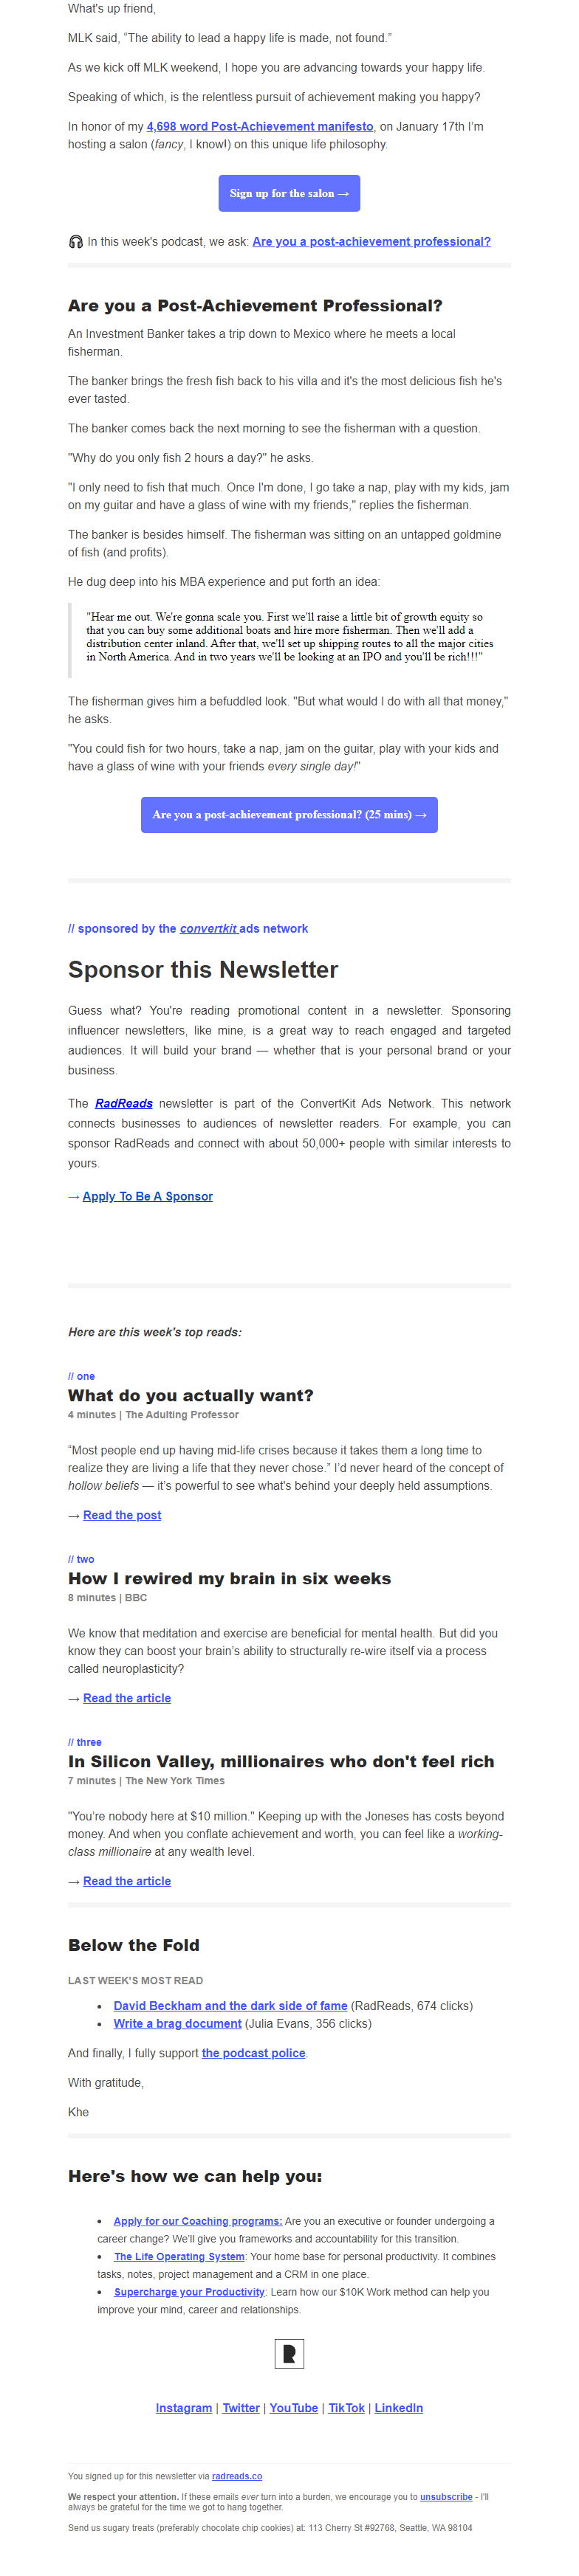 What's up friend,
MLK said, "The ability to lead a happy life is made, not found."
As we kick off MLK weekend, I hope you are advancing towards your happy life.
Speaking of which, is the relentless pursuit of achievement making you happy?
In honor of my 4,698 word Post-Achievement manifesto, on January 17th I'm
hosting a salon (fancy, I know!) on this unique life philosophy.
Sign up for the salon →
🎧 In this week's podcast, we ask: Are you a post-achievement professional?
Are you a Post-Achievement Professional?
An Investment Banker takes a trip down to Mexico where he meets a local
fisherman.
The banker brings the fresh fish back to his villa and it's the most delicious fish he's
ever tasted.
The banker comes back the next morning to see the fisherman with a question.
"Why do you only fish 2 hours a day?" he asks.
"I only need to fish that much. Once I'm done, I go take a nap, play with my kids, jam
on my guitar and have a glass of wine with my friends," replies the fisherman.
The banker is besides himself. The fisherman was sitting on an untapped goldmine
of fish (and profits).
He dug deep into his MBA experience and put forth an idea:
"Hear me out. We're gonna scale you. First we'll raise a little bit of growth equity so
that you can buy some additional boats and hire more fisherman. Then we'll add a
distribution center inland. After that, we'll set up shipping routes to all the major cities
in North America. And in two years we'll be looking at an IPO and you'll be rich!!!"
The fisherman gives him a befuddled look. "But what would I do with all that money,"
he asks.
"You could fish for two hours, take a nap, jam on the guitar, play with your kids and
have a glass of wine with your friends every single day!"
Are you a post-achievement professional? (25 mins) →
// sponsored by the convertkit ads network
Sponsor this Newsletter
Guess what? You're reading promotional content in a newsletter. Sponsoring
influencer newsletters, like mine, is a great way to reach engaged and targeted
audiences. It will build your brand — whether that is your personal brand or your
business.
The RadReads newsletter is part of the ConvertKit Ads Network. This network
connects businesses to audiences of newsletter readers. For example, you can
sponsor RadReads and connect with about 50,000+ people with similar interests to
yours.
→ Apply To Be A Sponsor
Here are this week's top reads:
// one
What do you actually want?
4 minutes | The Adulting Professor
"Most people end up having mid-life crises because it takes them a long time to
realize they are living a life that they never chose." I'd never heard of the concept of
hollow beliefs — it's powerful to see what's behind your deeply held assumptions.
→ Read the post
// two
How I rewired my brain in six weeks
8 minutes | BBC
We know that meditation and exercise are beneficial for mental health. But did you
know they can boost your brain's ability to structurally re-wire itself via a process
called neuroplasticity?
→ Read the article
// three
In Silicon Valley, millionaires who don't feel rich
7 minutes | The New York Times
"You're nobody here at $10 million." Keeping up with the Joneses has costs beyond
money. And when you conflate achievement and worth, you can feel like a working-
class millionaire at any wealth level.
→ Read the article
Below the Fold
LAST WEEK'S MOST READ
• David Beckham and the dark side of fame (RadReads, 674 clicks)
• Write a brag document (Julia Evans, 356 clicks)
And finally, I fully support the podcast police.
With gratitude,
Khe
Here's how we can help you:
• Apply for our Coaching programs: Are you an executive or founder undergoing a
career change? We'll give you frameworks and accountability for this transition.
• The Life Operating System: Your home base for personal productivity. It combines
tasks, notes, project management and a CRM in one place.
• Supercharge your Productivity: Learn how our $10K Work method can help you
improve your mind, career and relationships.
R
Instagram | Twitter | YouTube | TikTok | LinkedIn
You signed up for this newsletter via radreads.co
We respect your attention. If these emails ever turn into a burden, we encourage you to unsubscribe - I'll
always be grateful for the time we got to hang together.
Send us sugary treats (preferably chocolate chip cookies) at: 113 Cherry St #92768, Seattle, WA 98104